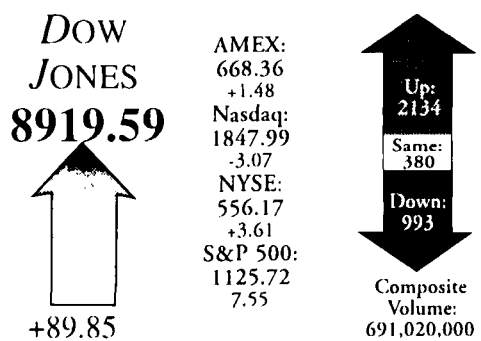 DOW
JONES
8919.59
+89.85
AMEX:
668.36
+1.48
Nasdaq:
1847.99
-3.07
NYSE:
556.17
+3.61
S&P 500:
1125.72
7.55
Up:
2134
Same:
380
Down:
993
Composite
Volume:
691,020,000